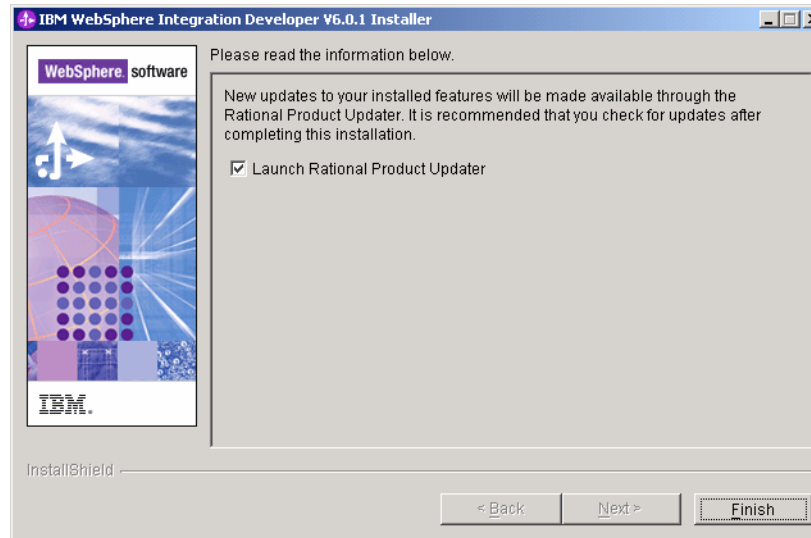 IBM WebSphere Integration Developer V6.0.1 Installer
Please read the information below.
WebSphere. software
New updates to your installed features will be made available through the
Rational Product Updater. It is recommended that you check for updates after
completing this installation.
Launch Rational Product Updater
IBM.
InstallShield
< Back
Next >
Finish